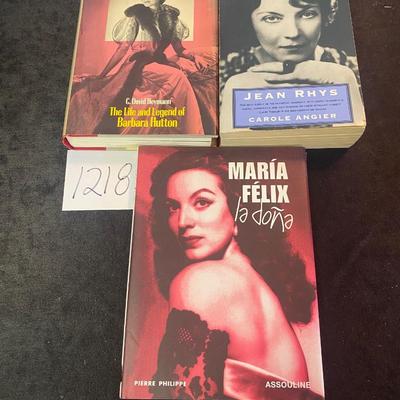 G. David Heymann
The Life and Legend of
Barbara Hutton
JEAN RHYS
CAROLE ANGIER
1218
MARÍA
FÉLIX
la doña
PIERRE PHILIPPE
ASSOULINE